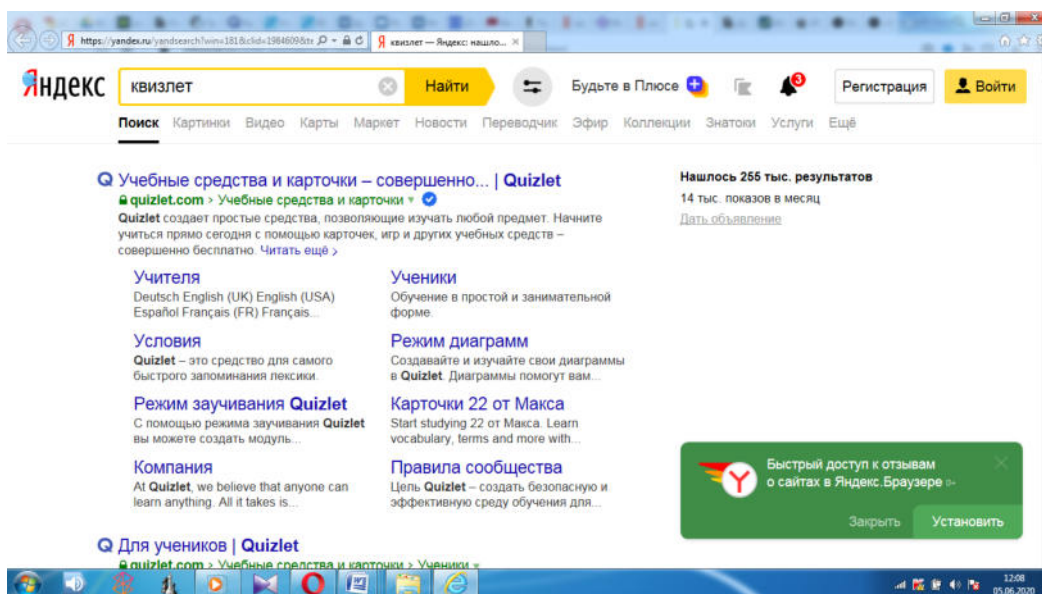 https://yandex.ru/yandsearch?win=181&clid=1984609&te
квизлет — Яндекс: нашло...
Яндекс
квизлет
Найти
Будьте в Плюсе
3
Регистрация
Войти
Поиск Картинки Видео Карты Маркет Новости Переводчик Эфир Коллекции Знатоки Услуги Ещё
Учебные средства и карточки – совершенно... | Quizlet
quizlet.com › Учебные средства и карточки
Quizlet создает простые средства, позволяющие изучать любой предмет. Начните
учиться прямо сегодня с помощью карточек, игр и других учебных средств –
совершенно бесплатно. Читать ещё ›
Учителя
Deutsch English (UK) English (USA)
Español Français (FR) Français...
Ученики
Обучение в простой и занимательной
форме.
Условия
Quizlet – это средство для самого
быстрого запоминания лексики.
Режим диаграмм
Создавайте и изучайте свои диаграммы
в Quizlet. Диаграммы помогут вам...
Режим заучивания Quizlet
С помощью режима заучивания Quizlet
вы можете создать модуль...
Карточки 22 от Макса
Start studying 22 от Макса. Learn
vocabulary, terms and more with...
Компания
At Quizlet, we believe that anyone can
learn anything. All it takes is...
Правила сообщества
Цель Quizlet – создать безопасную и
эффективную среду обучения для...
Для учеников | Quizlet
quizlet.com › Учебные средства и карточки › Ученики
Нашлось 255 тыс. результатов
14 тыс. показов в месяц
Дать объявление
Быстрый доступ к отзывам
о сайтах в Яндекс.Браузере 0+
Закрыть
Установить
12:08
05.06.2020